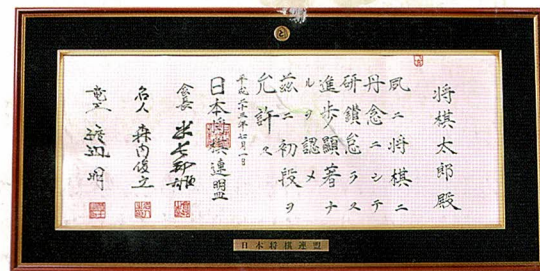 将棋太郎殿
夙ニ将棋ニ
丹念ニシテ
研鑽怠ラス
進歩顕著ナ
ルヲ認メ
茲ニ初段ヲ
允許ス
日本将棋連盟
会長 米長邦雄
名人 森内俊之
竜王 渡辺明
日本将棋連盟